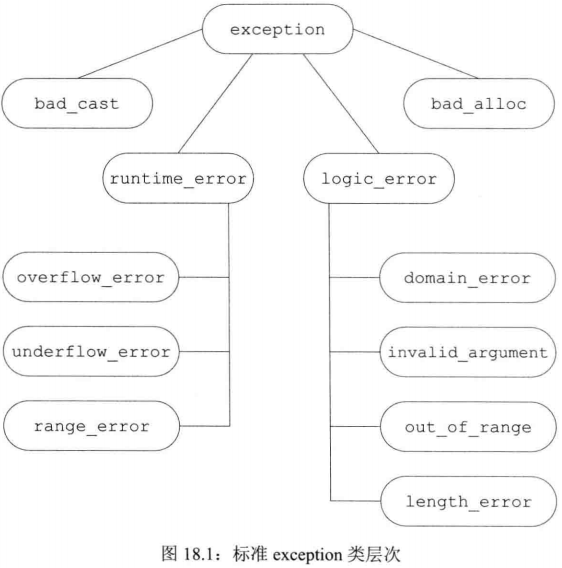 exception
bad_cast
bad_alloc
runtime_error
logic_error
overflow_error
domain_error
underflow_error
invalid_argument
range_error
out_of_range
length_error
图 18.1：标准 exception 类层次